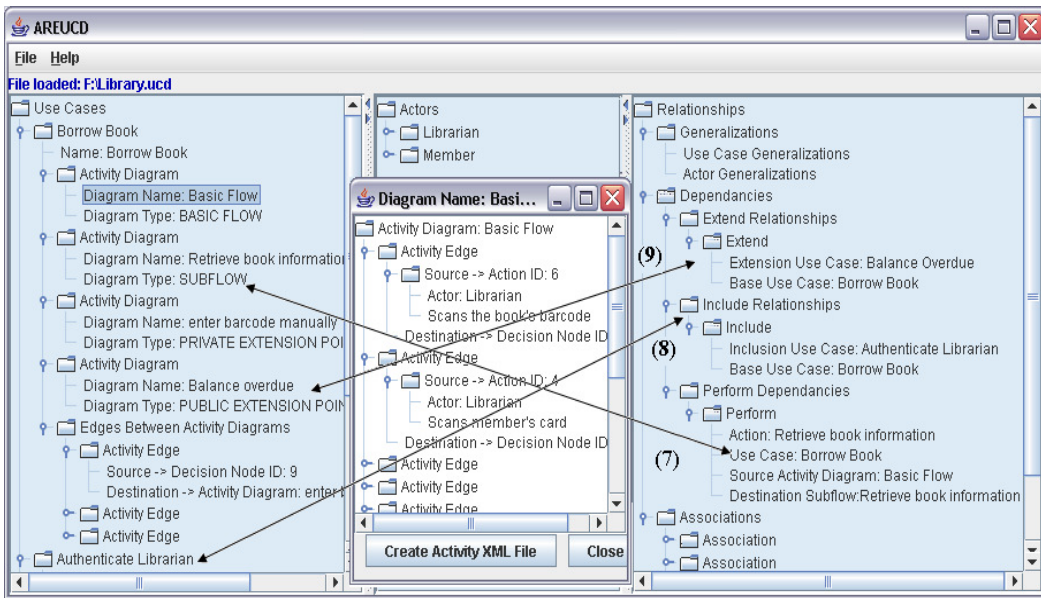 AREUCD
File Help
File loaded: F:\Library.ucd
Use Cases
Borrow Book
Name: Borrow Book
Activity Diagram
Diagram Name: Basic Flow
Diagram Type: BASIC FLOW
Activity Diagram
Diagram Name: Retrieve book information
Diagram Type: SUBFLOW
Activity Diagram
Diagram Name: enter barcode manually
Diagram Type: PRIVATE EXTENSION POI
Activity Diagram
Diagram Name: Balance overdue
Diagram Type: PUBLIC EXTENSION POIN
Edges Between Activity Diagrams
Activity Edge
Source -> Decision Node ID: 9
Destination -> Activity Diagram: enter
Activity Edge
Activity Edge
Authenticate Librarian
Actors
Librarian
Member
Diagram Name: Basi...
Activity Diagram: Basic Flow
Activity Edge
Source -> Action ID: 6
Actor: Librarian
Scans the book's barcode
Destination -> Decision Node ID
Activity Edge
Source -> Action ID: 4
Actor: Librarian
Scans member's card
Destination -> Decision Node ID
Activity Edge
Activity Edge
Activity Edge
Create Activity XML File
Close
Relationships
Generalizations
Use Case Generalizations
Actor Generalizations
Dependancies
Extend Relationships
(9)
Extend
Extension Use Case: Balance Overdue
Base Use Case: Borrow Book
Include Relationships
(8)
Include
Inclusion Use Case: Authenticate Librarian
Base Use Case: Borrow Book
Perform Dependancies
Perform
Action: Retrieve book information
(7)
Use Case: Borrow Book
Source Activity Diagram: Basic Flow
Destination Subflow:Retrieve book information
Associations
Association
Association